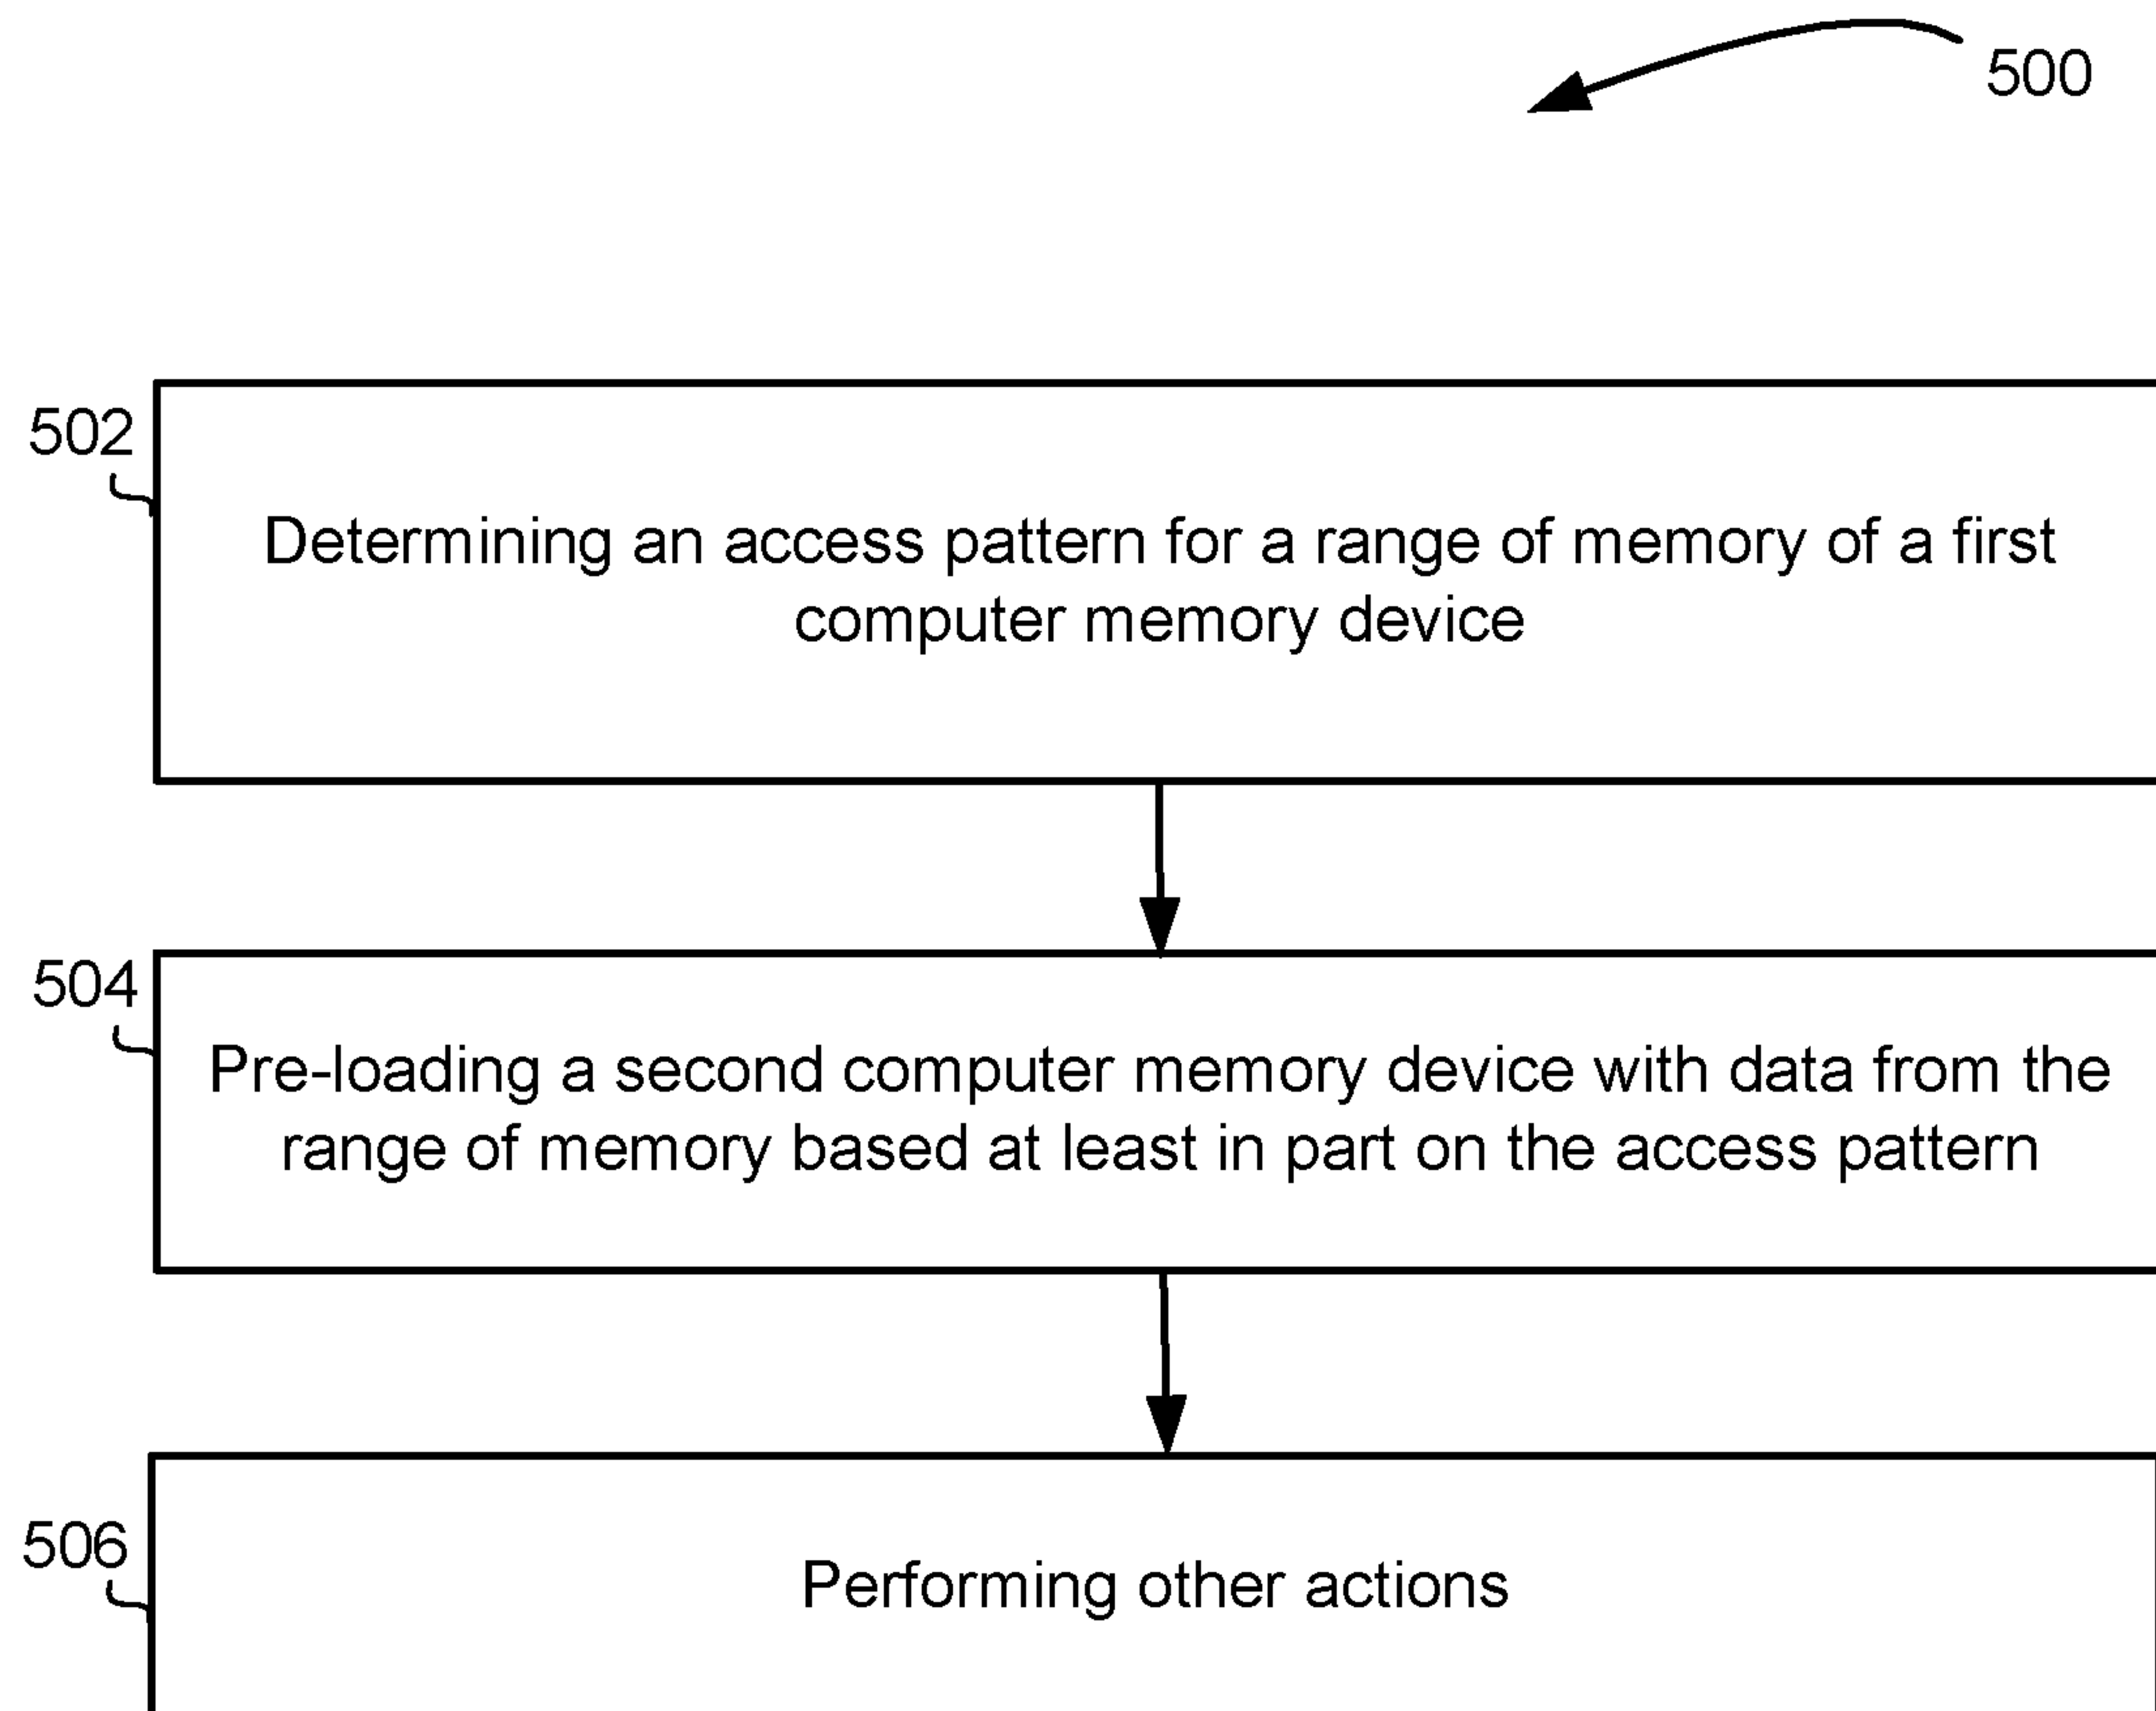 500
502
Determining an access pattern for a range of memory of a first
computer memory device
504
Pre-loading a second computer memory device with data from the
range of memory based at least in part on the access pattern
506
Performing other actions